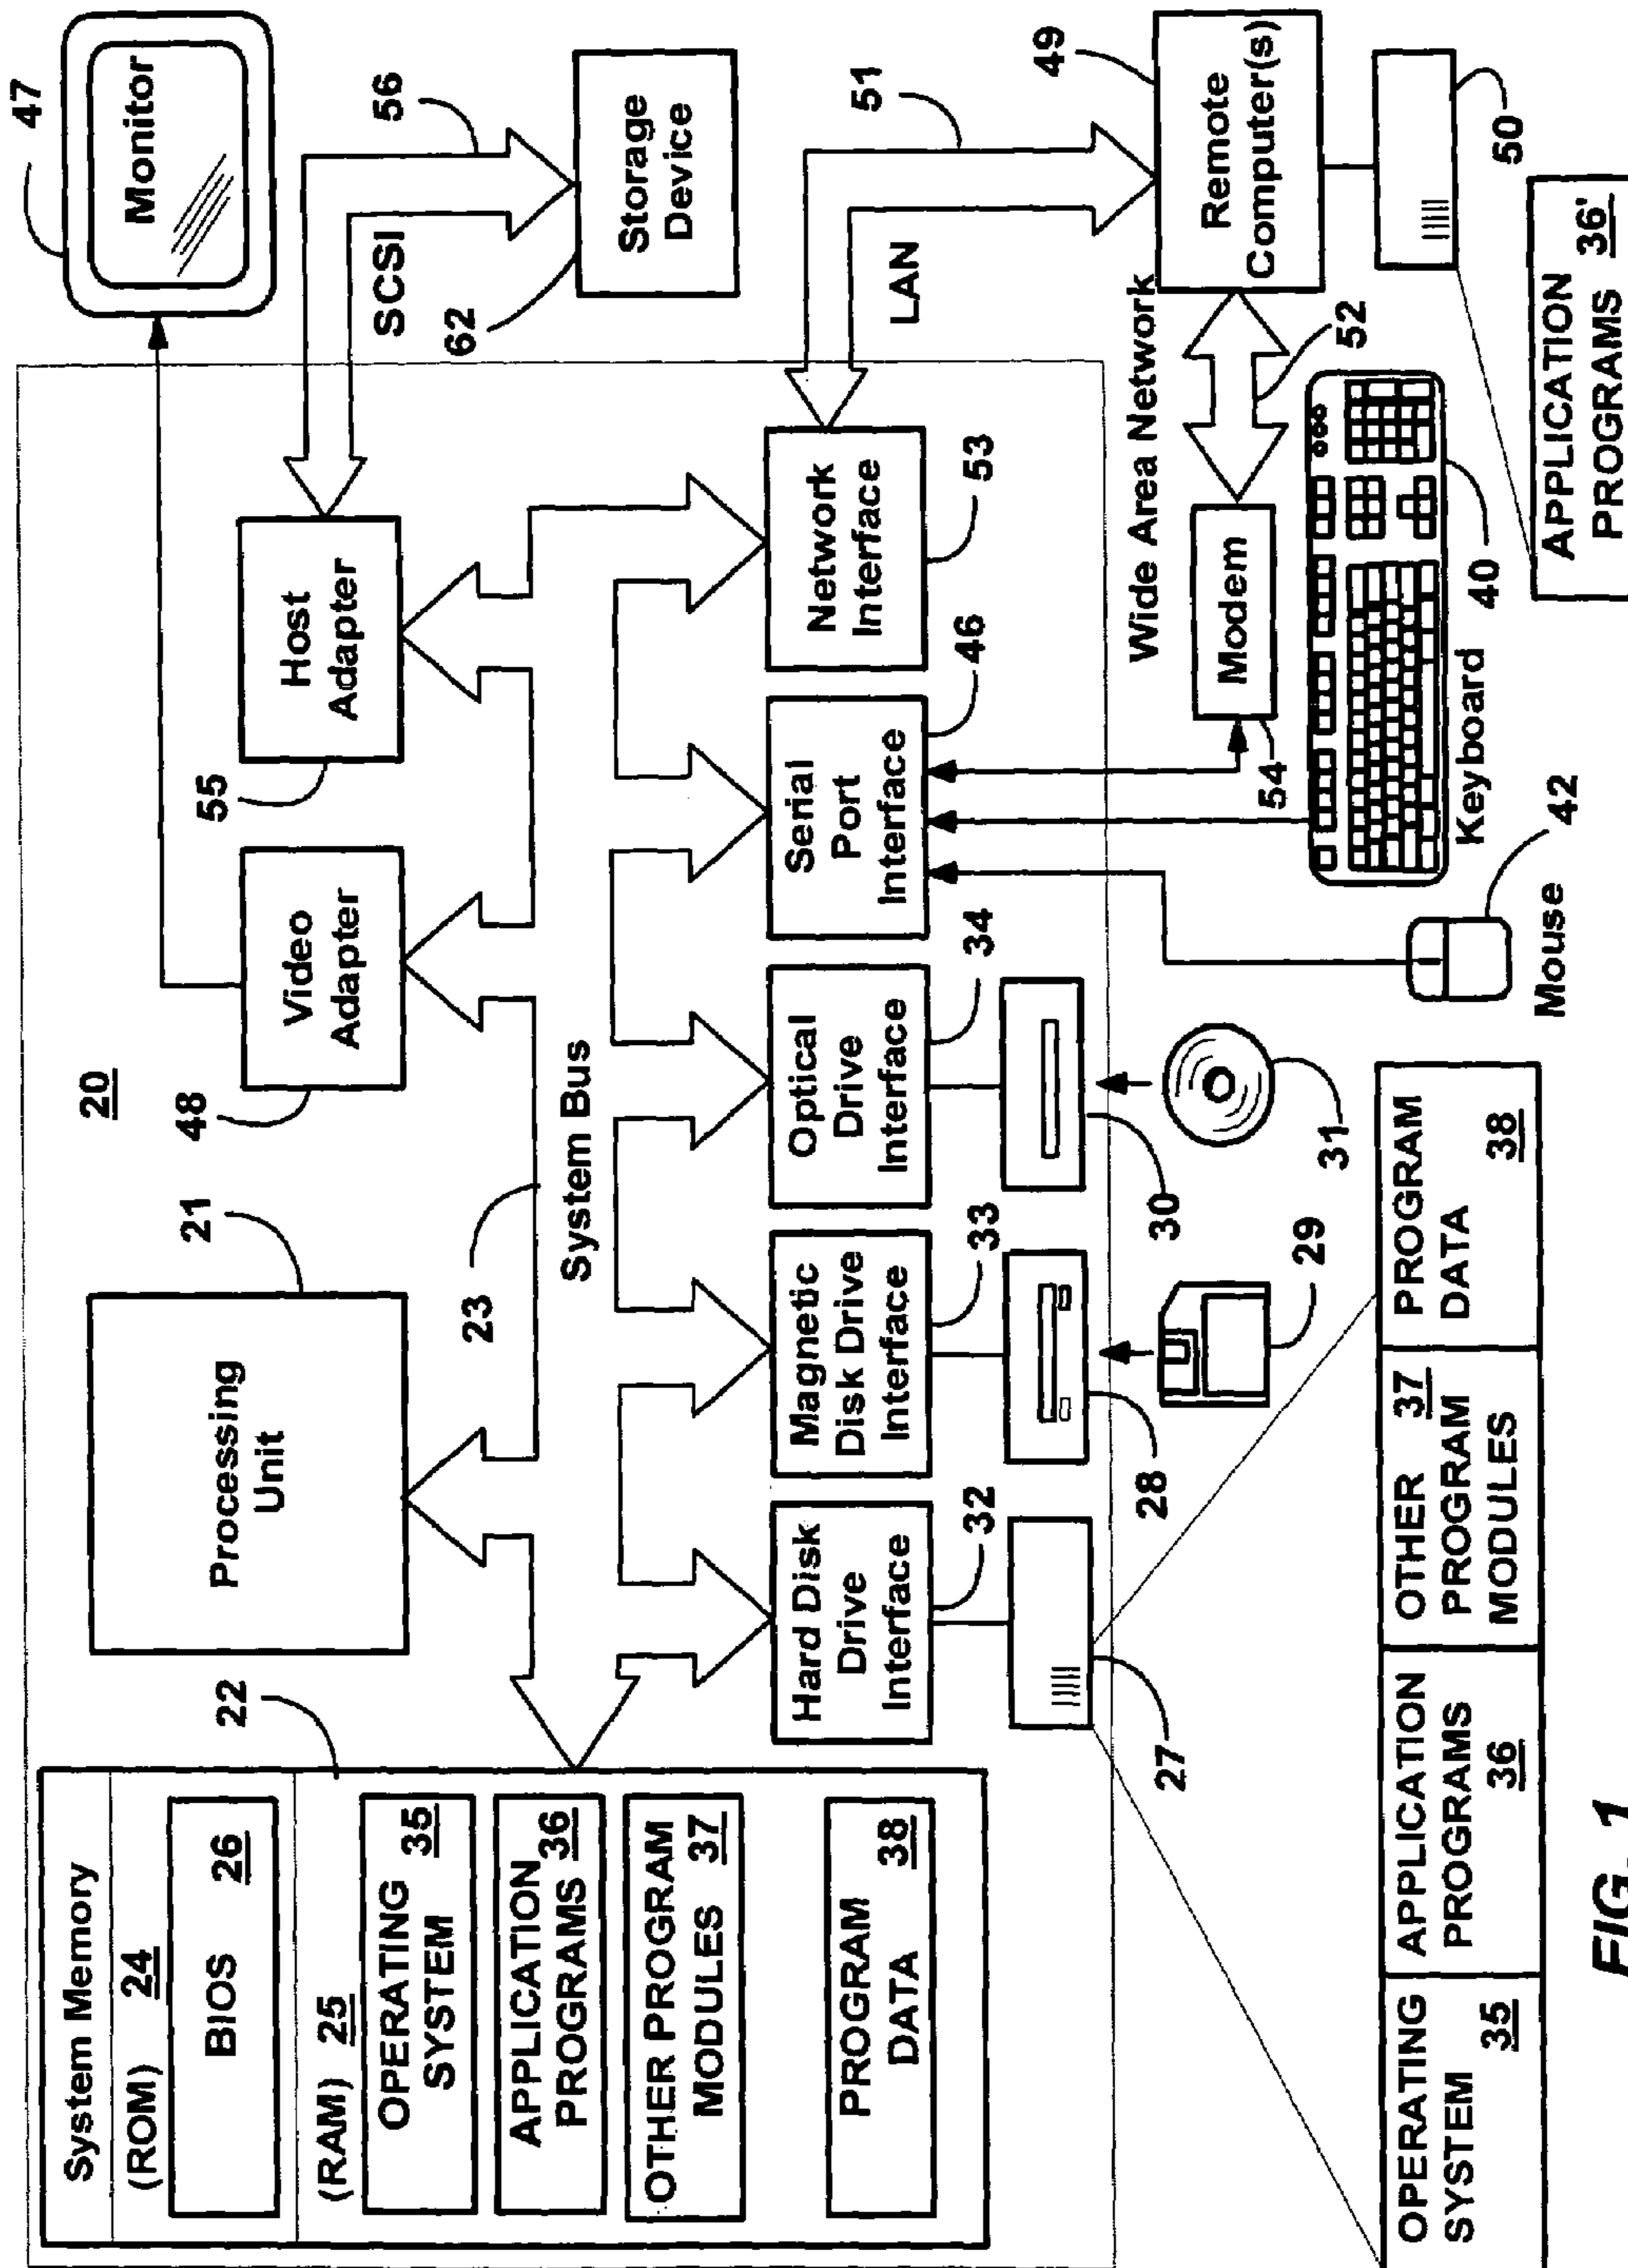 System Memory
(ROM) 24
BIOS 26
22
(RAM) 25
OPERATING
SYSTEM 35
APPLICATION
PROGRAMS 36
OTHER PROGRAM
MODULES 37
PROGRAM
DATA 38
Processing
Unit
21
20
Video
Adapter
48
Host
Adapter
55
47
Monitor
SCSI
56
Storage
Device
62
23
System Bus
Hard Disk
Drive
Interface
32
Magnetic
Disk Drive
Interface
33
Optical
Drive
Interface
34
Serial
Port
Interface
46
Network
Interface
53
LAN
51
27
28
29
30
31
Wide Area Network
52
Modem
54
Remote
Computer(s)
49
50
Keyboard
40
Mouse
42
OPERATING
SYSTEM 35
APPLICATION
PROGRAMS
36
OTHER 37
PROGRAM
MODULES
PROGRAM
DATA
38
APPLICATION
PROGRAMS 36'
FIG. 1